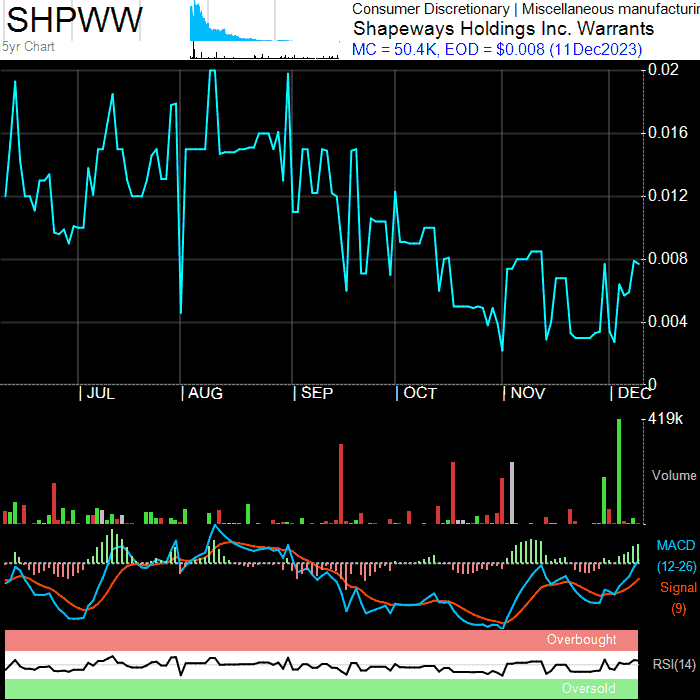 SHPWW
5yr Chart
Consumer Discretionary | Miscellaneous manufacturin
Shapeways Holdings Inc. Warrants
MC = 50.4K, EOD = $0.008 (11Dec2023)
0.02
0.016
0.012
0.008
0.004
0
JUL AUG SEP OCT NOV DEC
419k
Volume
MACD
(12-26)
Signal
(9)
Overbought
RSI(14)
Oversold